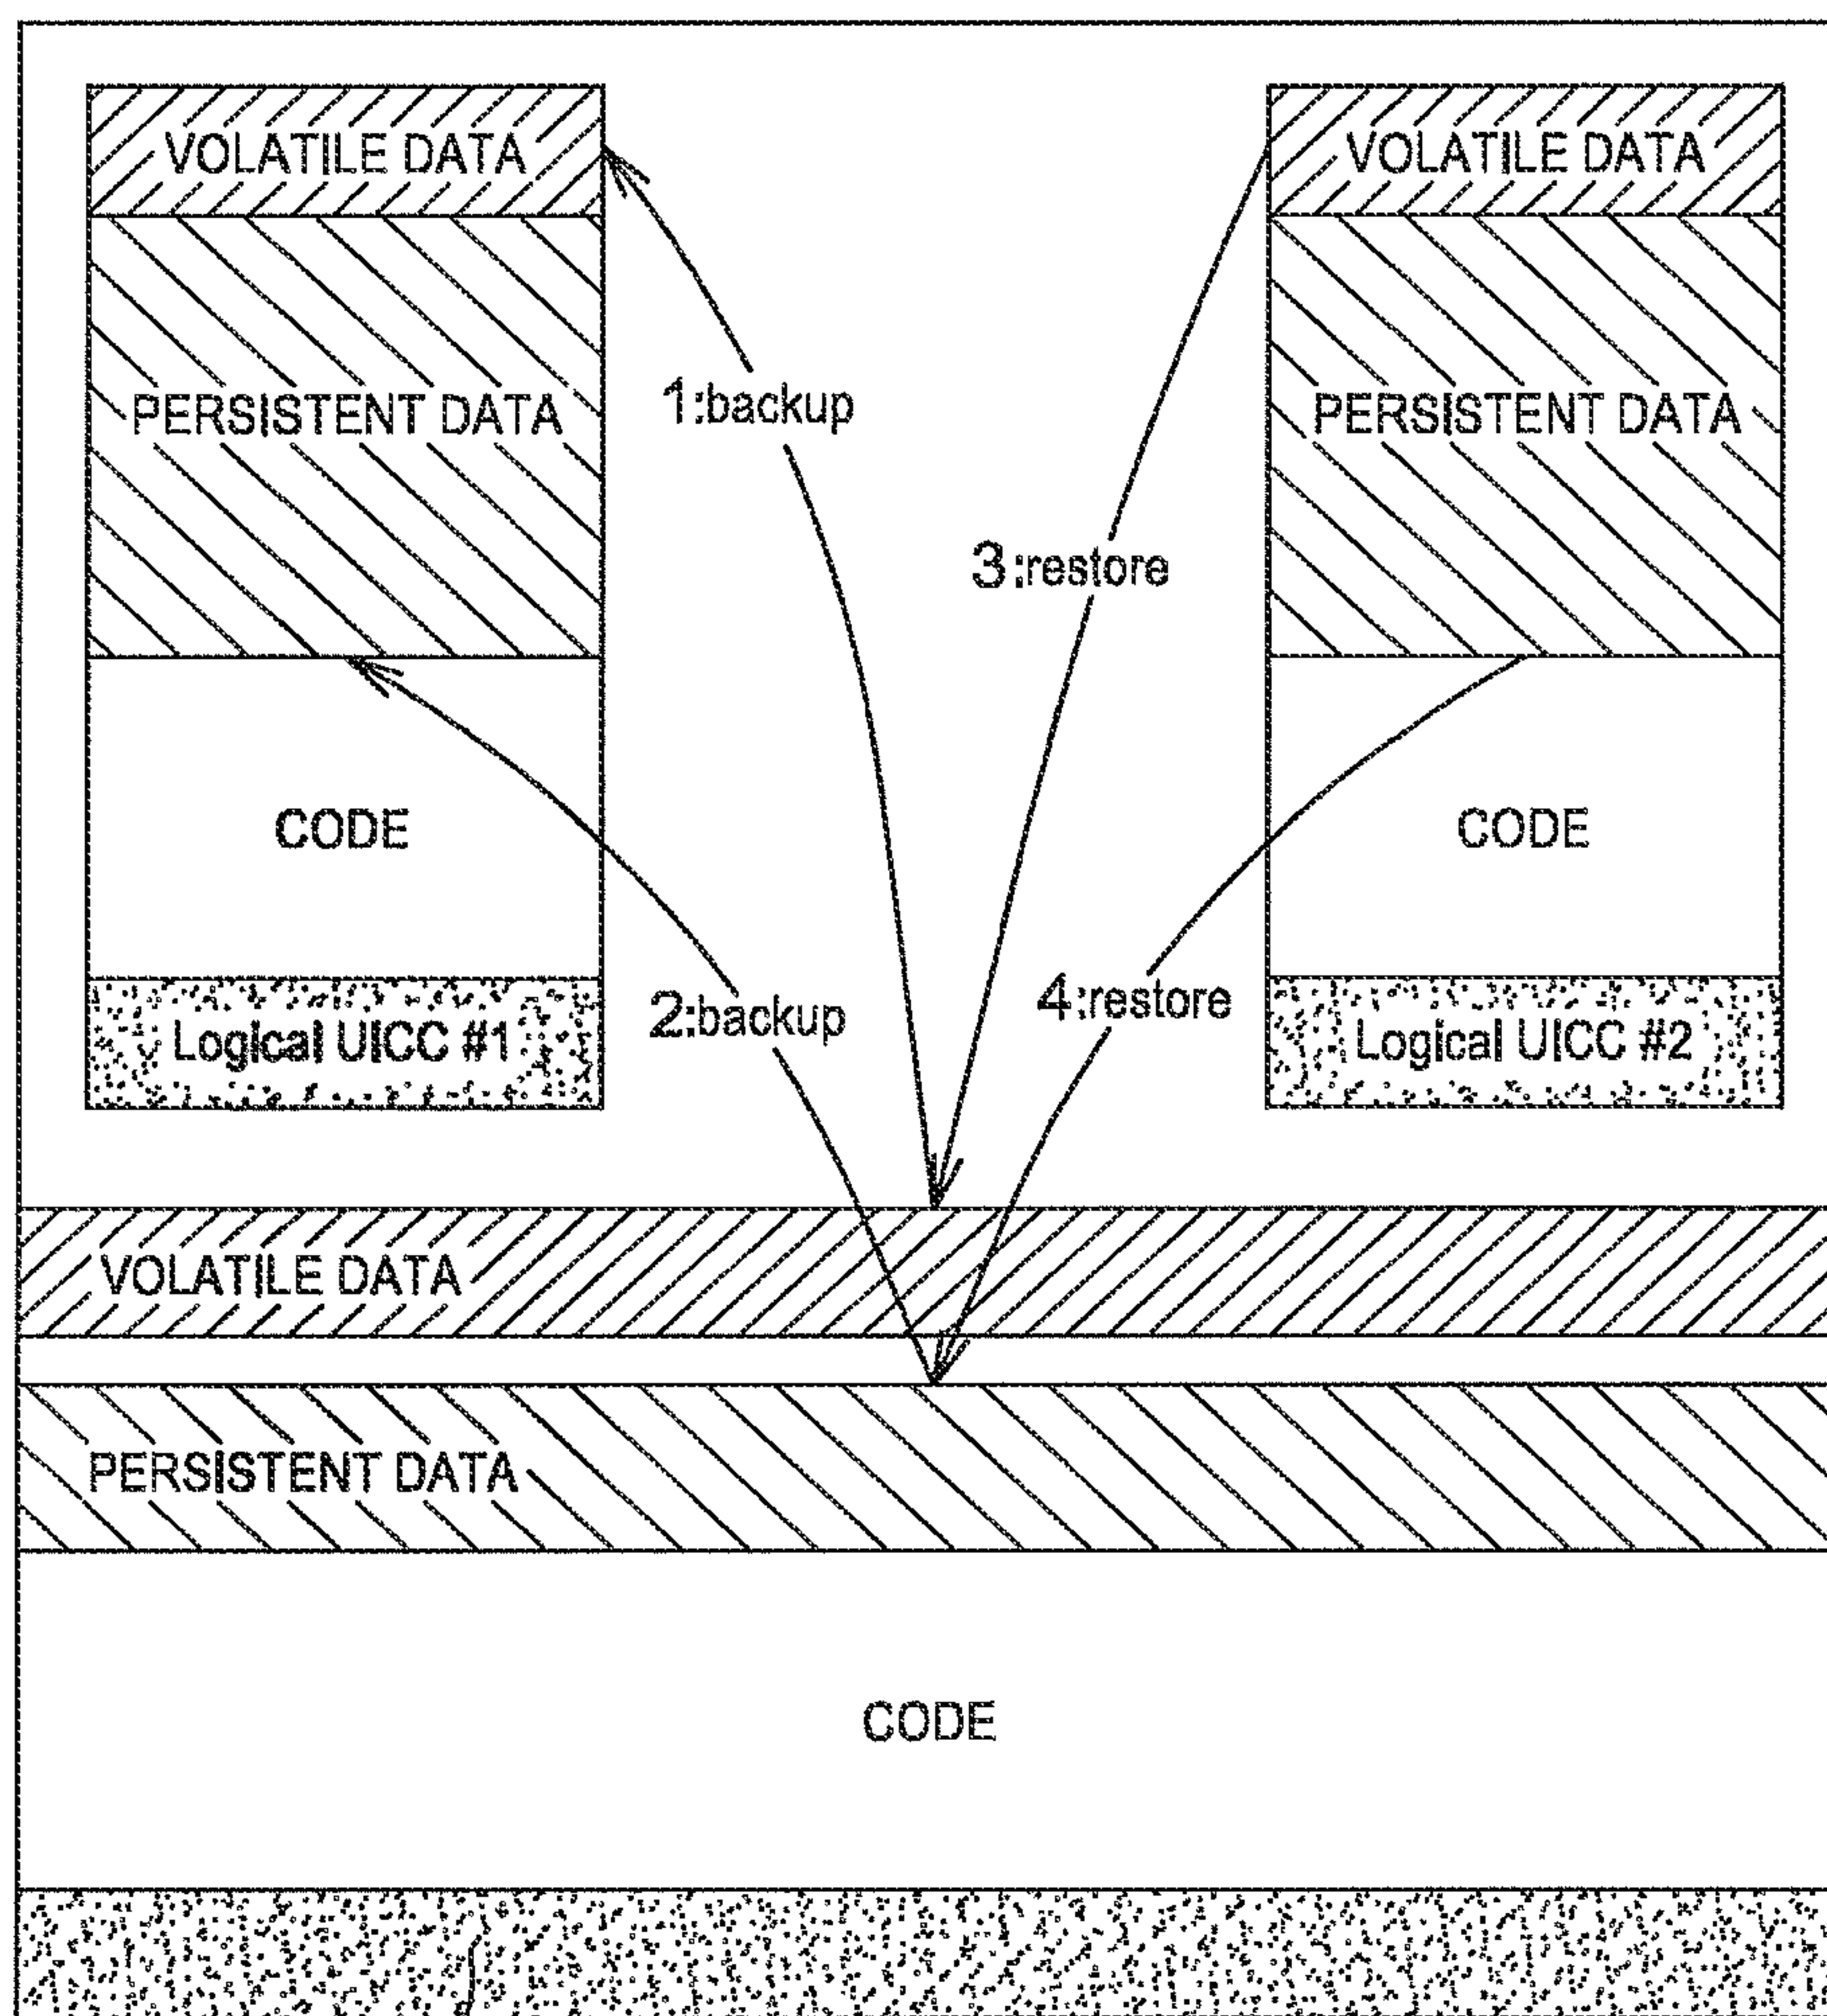 VOLATILE DATA
VOLATILE DATA
PERSISTENT DATA
1:backup
PERSISTENT DATA
3:restore
CODE
CODE
2:backup
4:restore
Logical UICC #1
Logical UICC #2
VOLATILE DATA
PERSISTENT DATA
CODE